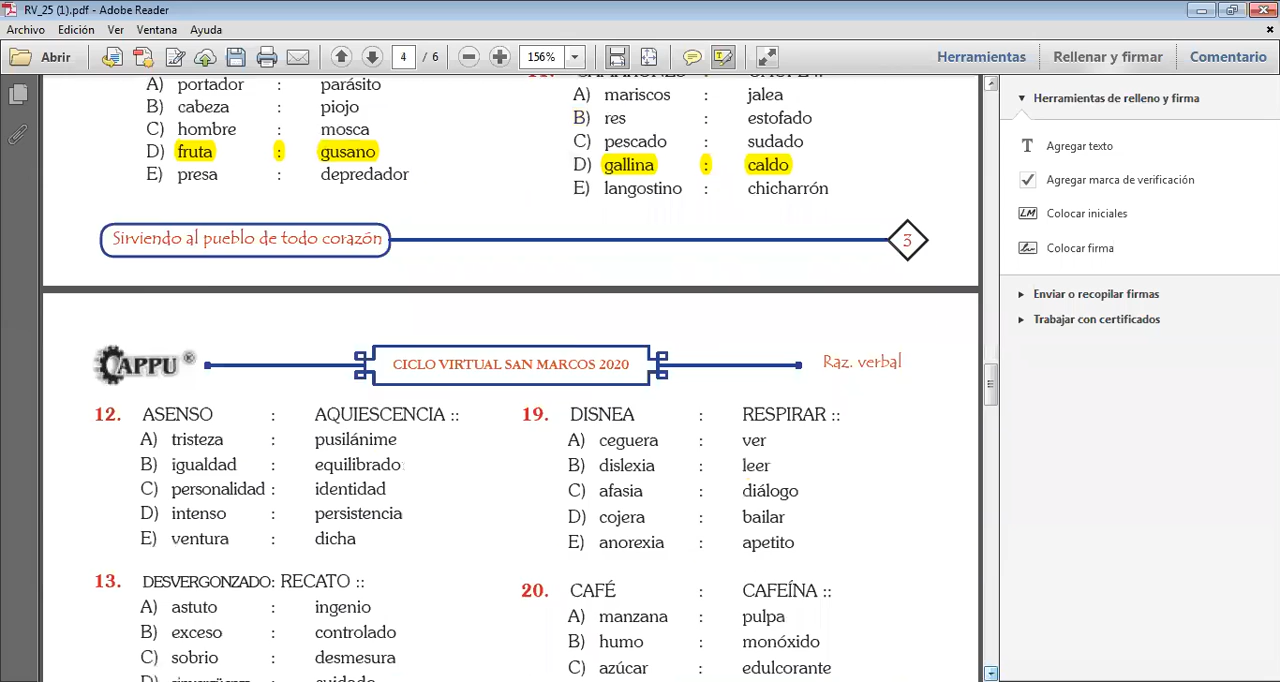 RV_25 (1).pdf - Adobe Reader
Archivo Edición Ver Ventana Ayuda
Abrir 4 / 6 156% Herramientas Rellenar y firmar Comentario
A) portador : parásito
B) cabeza : piojo
C) hombre : mosca
D) fruta : gusano
E) presa : depredador
A) mariscos : jalea
B) res : estofado
C) pescado : sudado
D) gallina : caldo
E) langostino : chicharrón
Sirviendo al pueblo de todo corazón 3
CAPPU ® CICLO VIRTUAL SAN MARCOS 2020 Raz. verbal
12. ASENSO : AQUIESCENCIA ::
A) tristeza : pusilánime
B) igualdad : equilibrado
C) personalidad : identidad
D) intenso : persistencia
E) ventura : dicha
13. DESVERGONZADO: RECATO ::
A) astuto : ingenio
B) exceso : controlado
C) sobrio : desmesura
19. DISNEA : RESPIRAR ::
A) ceguera : ver
B) dislexia : leer
C) afasia : diálogo
D) cojera : bailar
E) anorexia : apetito
20. CAFÉ : CAFEÍNA ::
A) manzana : pulpa
B) humo : monóxido
C) azúcar : edulcorante
Herramientas de relleno y firma
T Agregar texto
Agregar marca de verificación
LM Colocar iniciales
Colocar firma
Enviar o recopilar firmas
Trabajar con certificados